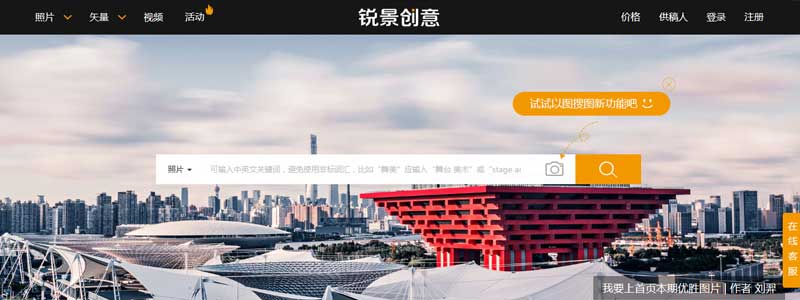 照片 矢量 视频 活动 锐景创意 价格 供稿人 登录 注册
试试以图搜图新功能吧
照片 可输入中英文关键词，避免使用非标词汇，比如“舞美”应输入“舞台 美术”或“stage ar
在线客服
我要上首页本期优胜图片 | 作者 刘羿